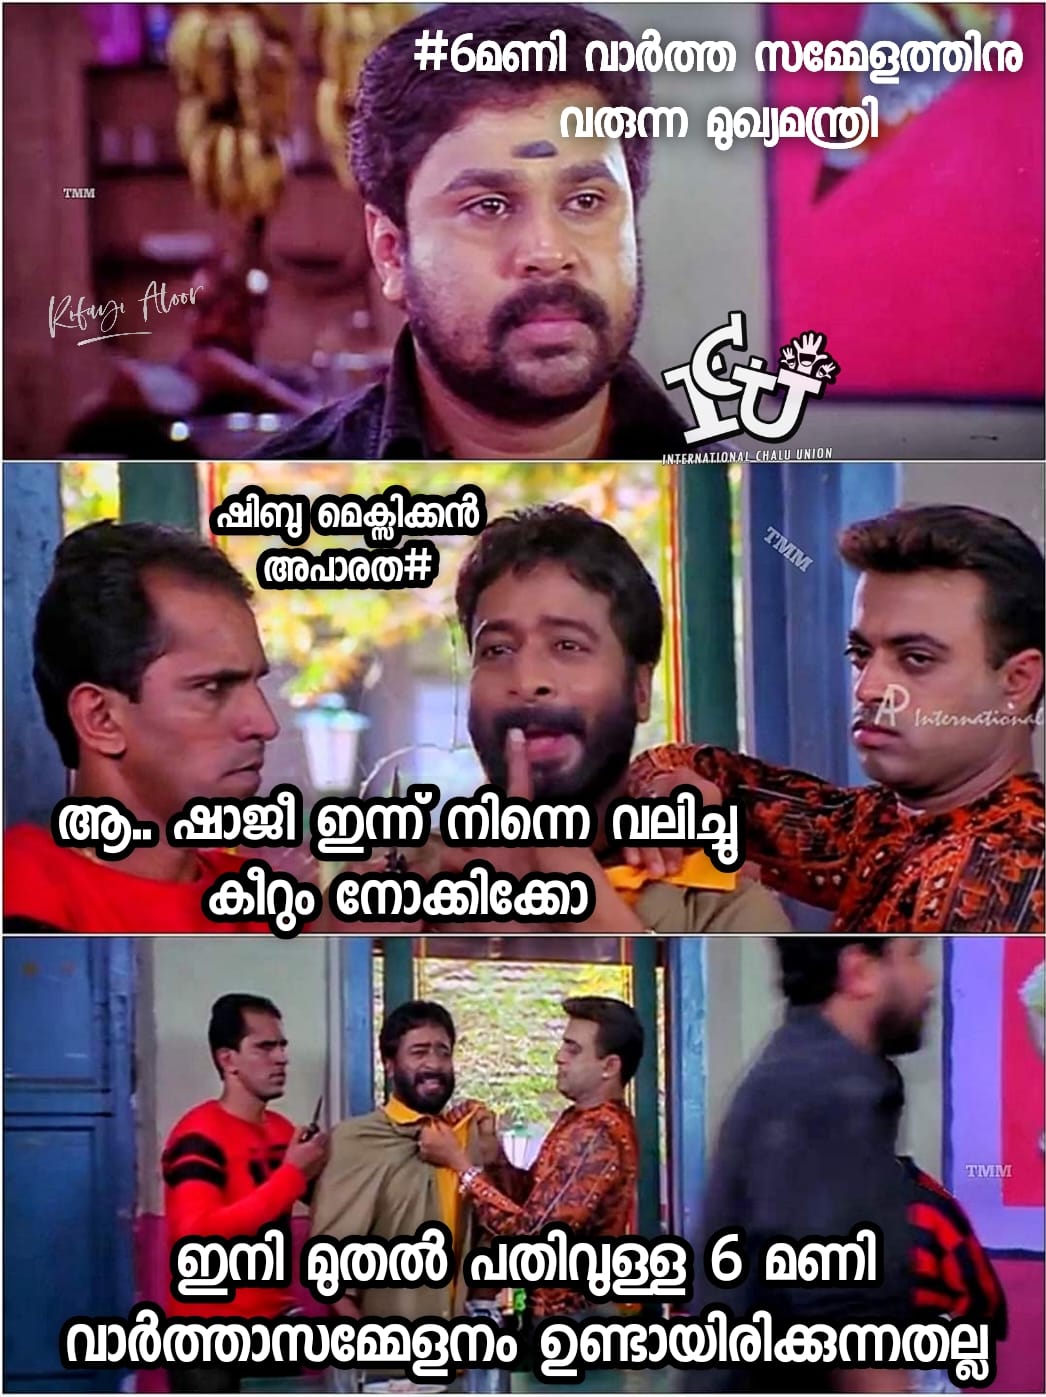 #6മണി വാർത്ത സമ്മേളത്തിനു
വരുന്ന മുഖ്യമന്ത്രി
TMM
Rifayi Aloor
ICU
INTERNATIONAL CHALU UNION
ഷിബു മെക്സിക്കൻ
അപാരത#
TMM
AP International
ആ.. ഷാജീ ഇന്ന് നിന്നെ വലിച്ചു
കീറും നോക്കിക്കോ
TMM
ഇനി മുതൽ പതിവുള്ള 6 മണി
വാർത്താസമ്മേളനം ഉണ്ടായിരിക്കുന്നതല്ല